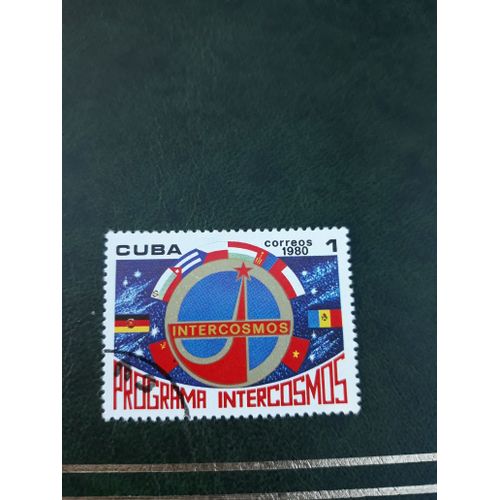 CUBA
correos 1
1980
INTERCOSMOS
PROGRAMA INTERCOSMOS